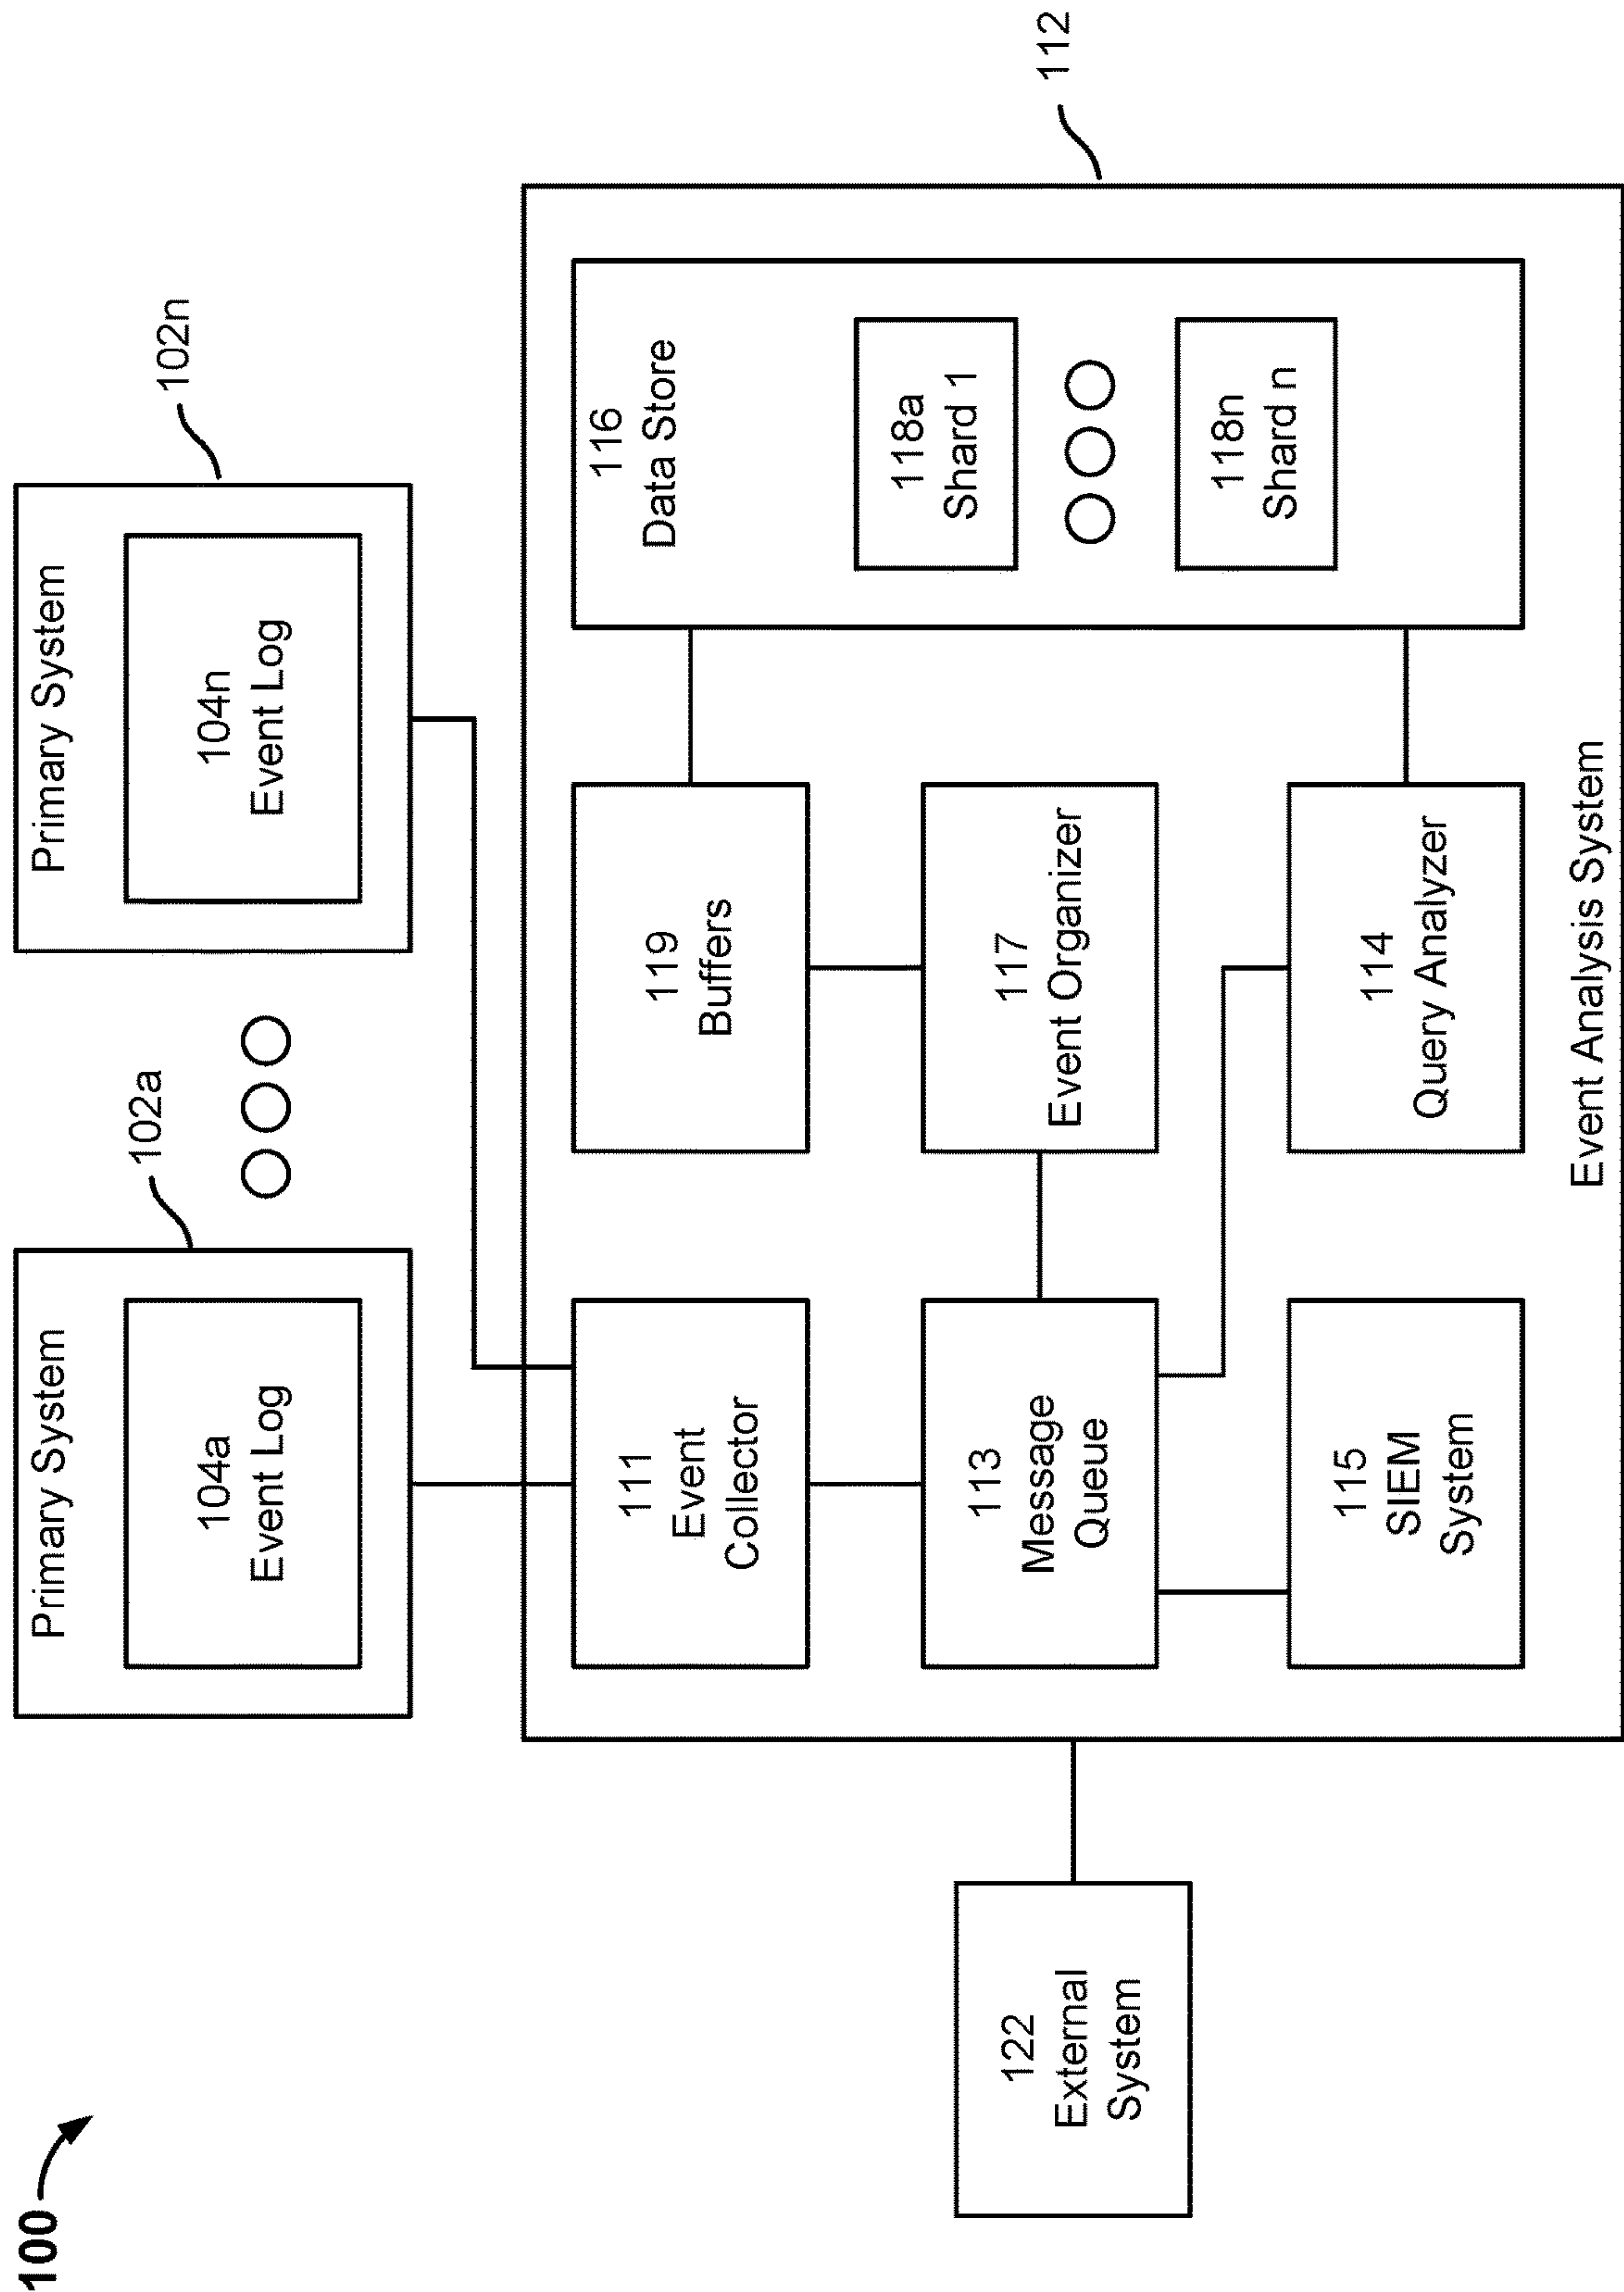 100
Primary System
104a
Event Log
102a
Primary System
104n
Event Log
102n
122
External
System
111
Event
Collector
119
Buffers
116
Data Store
113
Message
Queue
117
Event Organizer
118a
Shard 1
115
SIEM
System
114
Query Analyzer
118n
Shard n
Event Analysis System
112